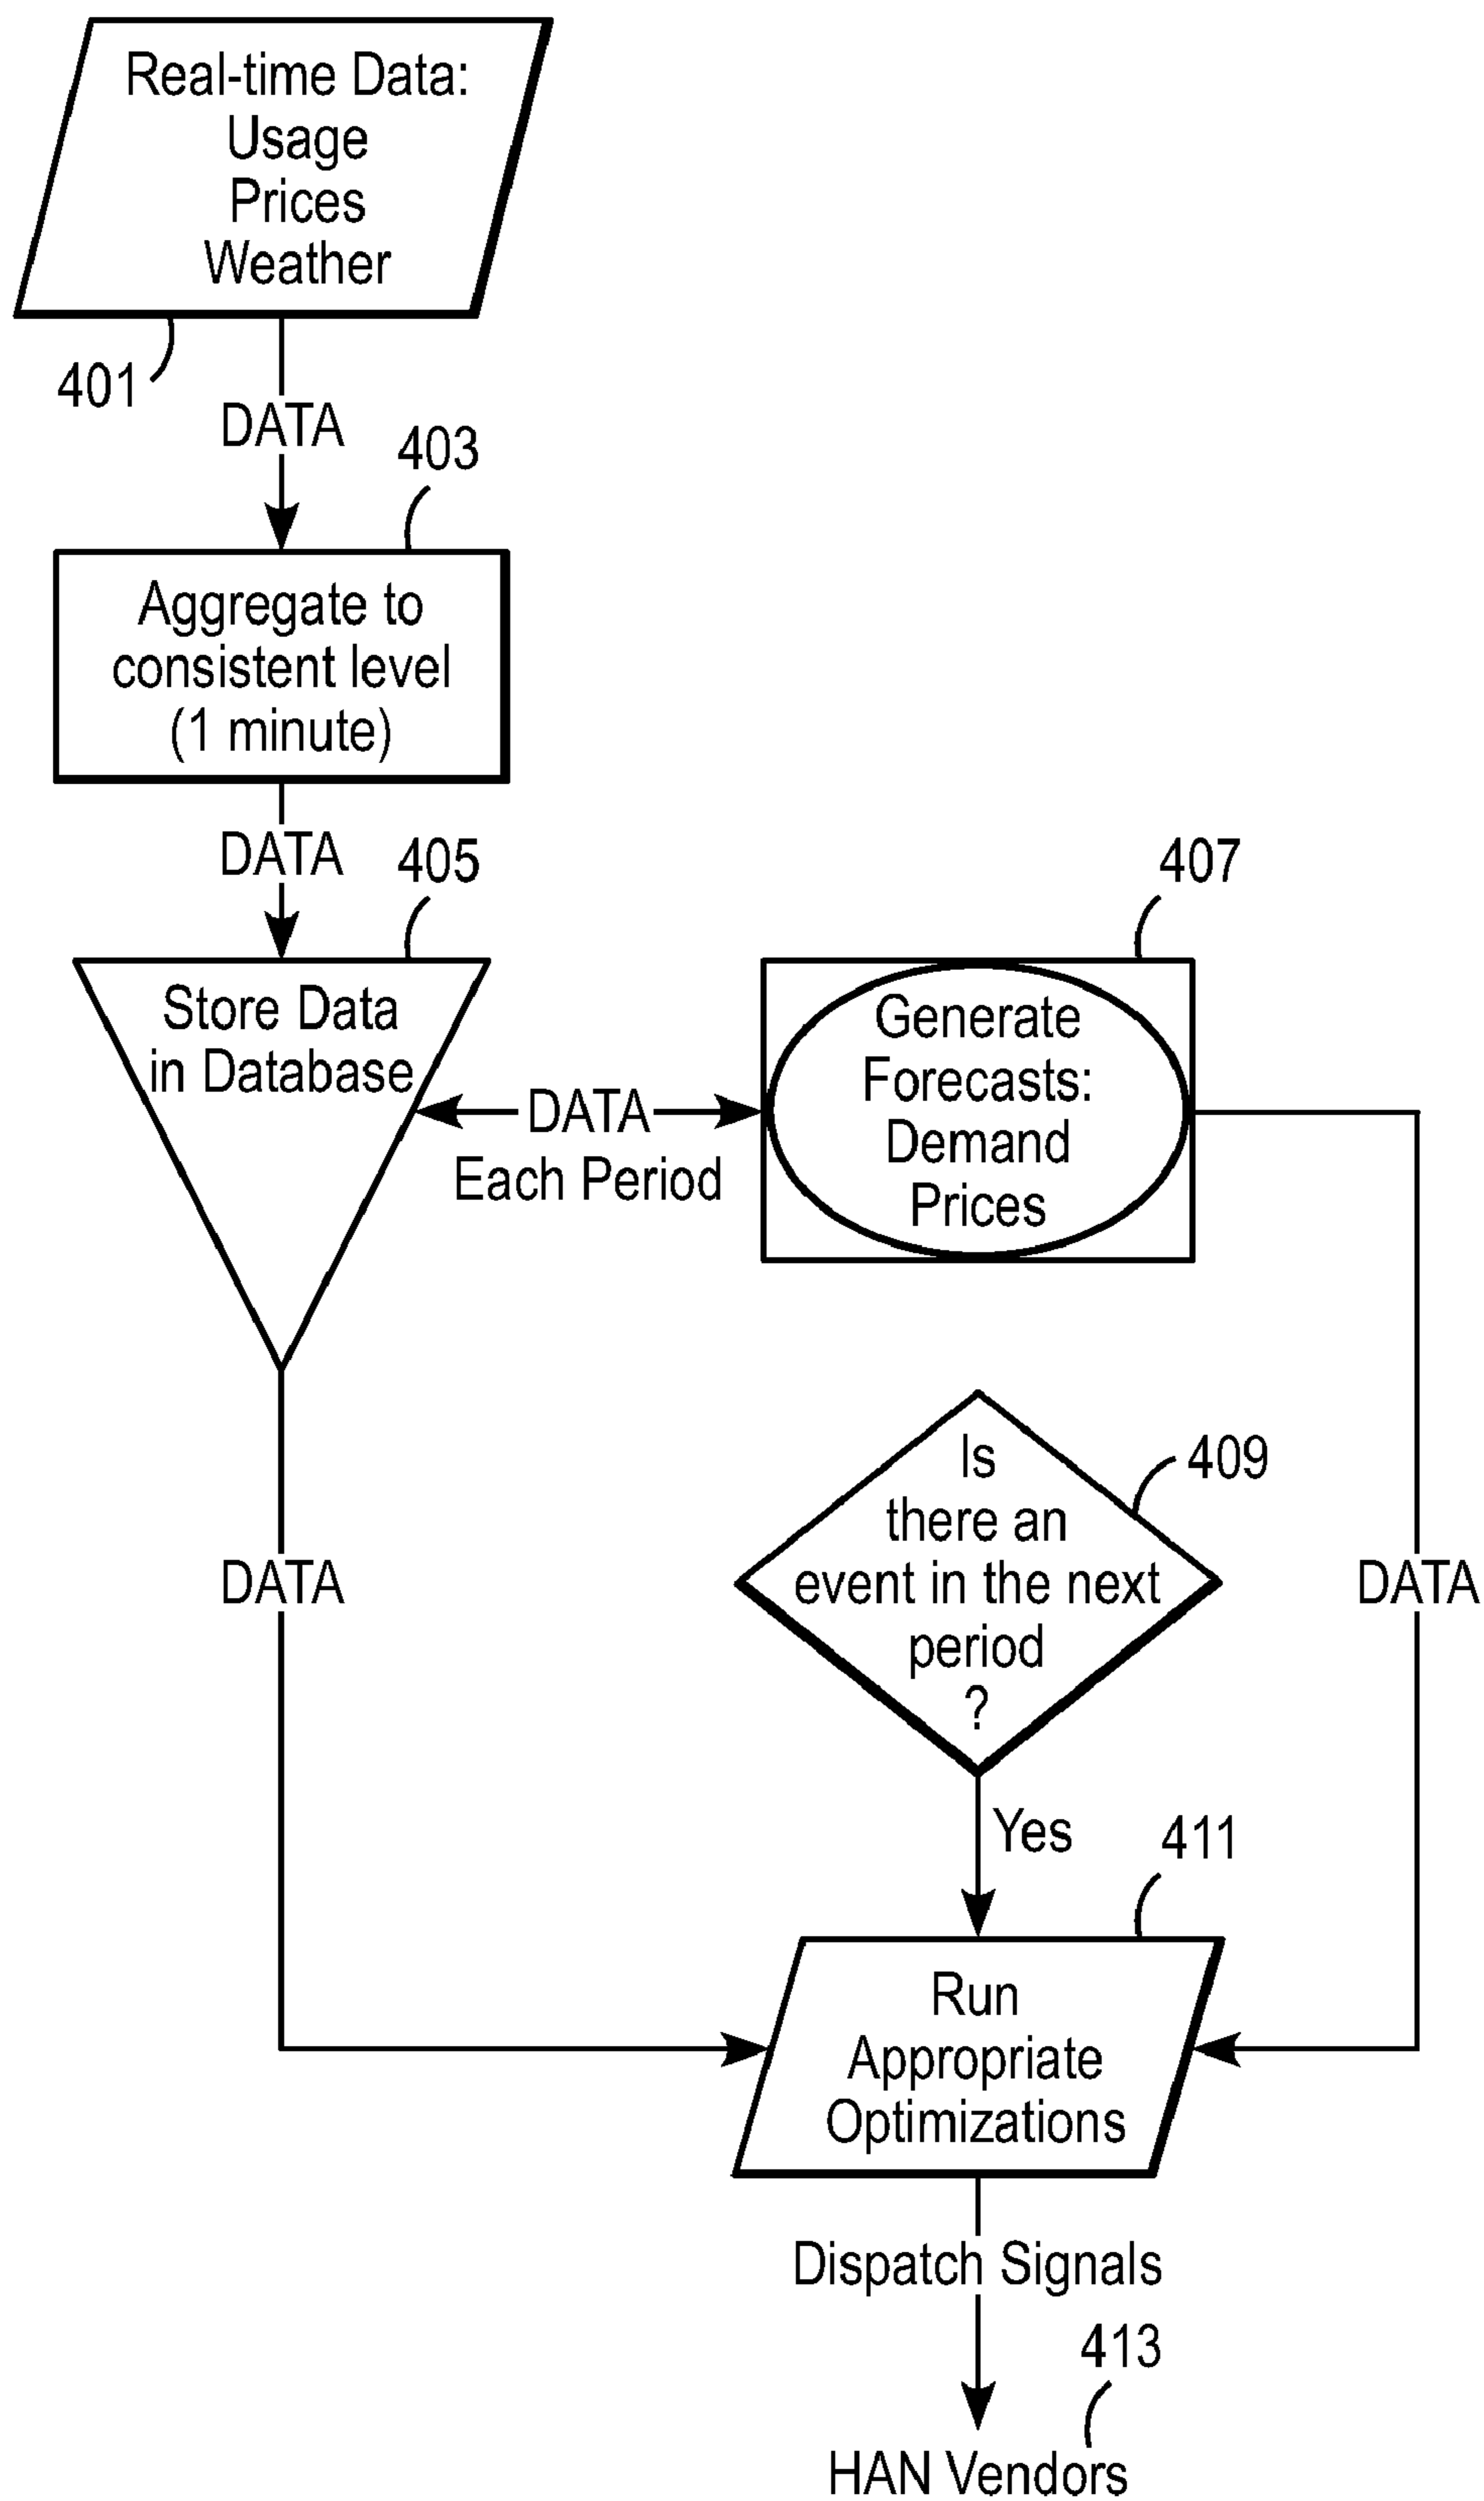 Real-time Data:
Usage
Prices
Weather
401
DATA
403
Aggregate to
consistent level
(1 minute)
DATA
405
407
Store Data
in Database
DATA
Each Period
Generate
Forecasts:
Demand
Prices
Is
there an
event in the next
period
?
409
DATA
DATA
Yes
411
Run
Appropriate
Optimizations
Dispatch Signals
413
HAN Vendors